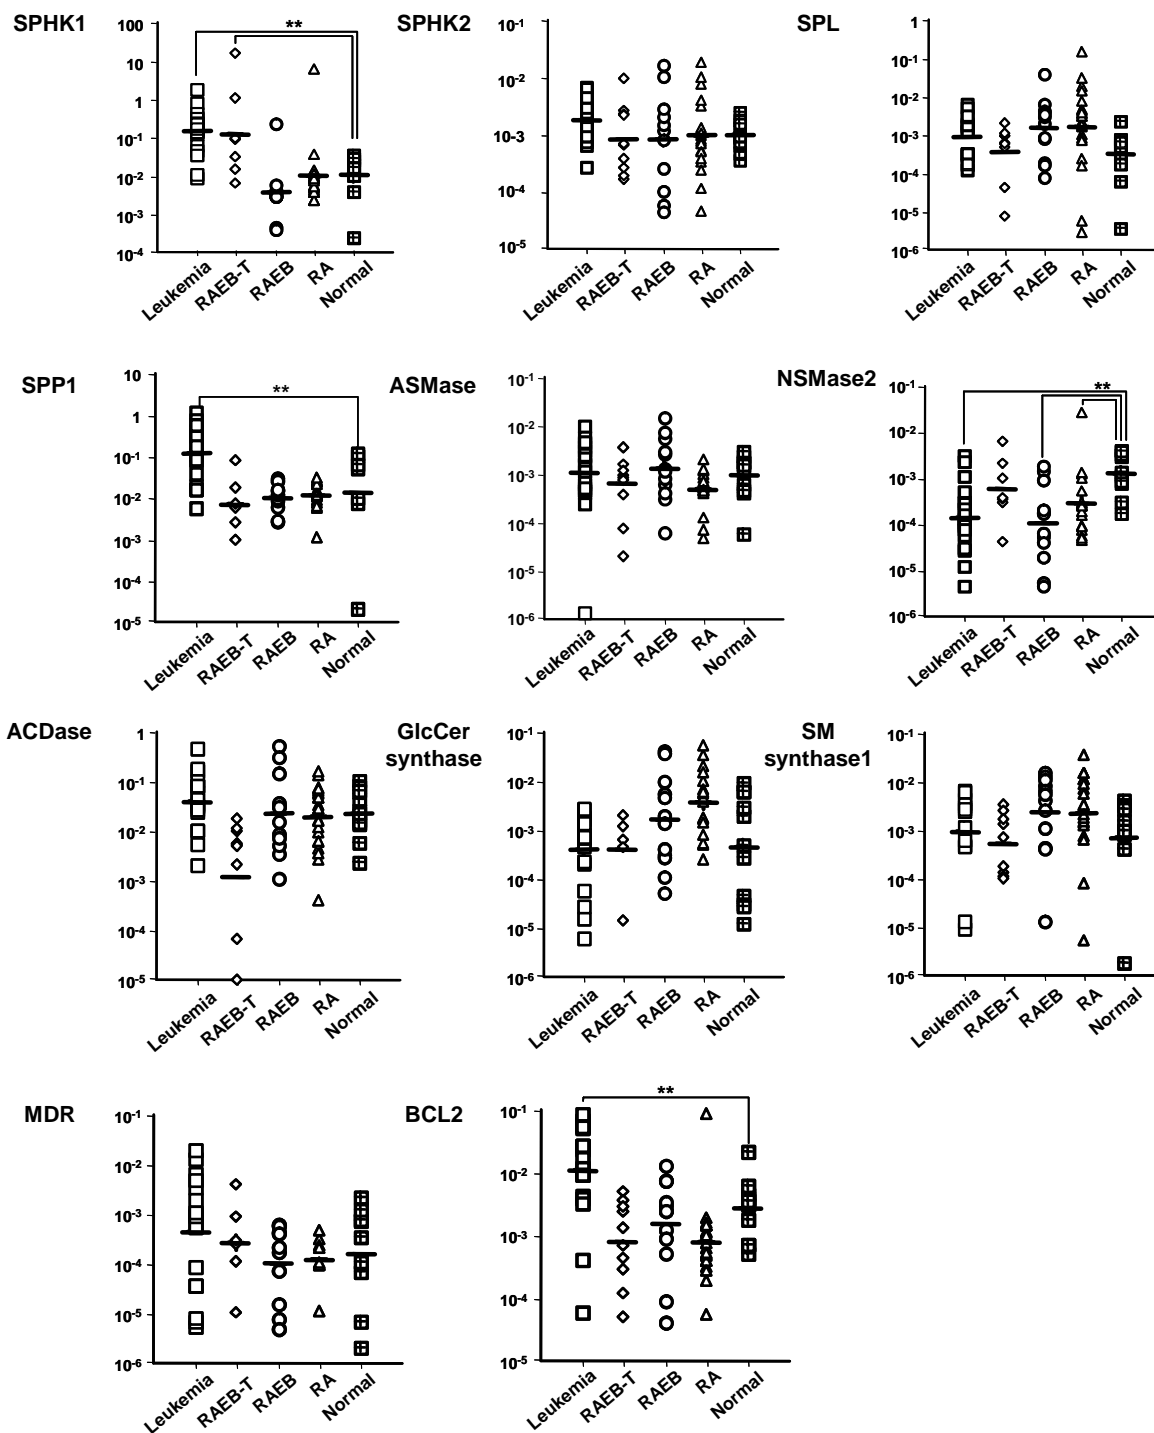 SPHK1
**
100
10
1
10⁻¹
10⁻²
10⁻³
10⁻⁴
Leukemia
RAEB-T
RAEB
RA
Normal
SPHK2
10⁻¹
10⁻²
10⁻³
10⁻⁴
10⁻⁵
Leukemia
RAEB-T
RAEB
RA
Normal
SPL
1
10⁻¹
10⁻²
10⁻³
10⁻⁴
10⁻⁵
10⁻⁶
Leukemia
RAEB-T
RAEB
RA
Normal
SPP1
**
10
1
10⁻¹
10⁻²
10⁻³
10⁻⁴
10⁻⁵
Leukemia
RAEB-T
RAEB
RA
Normal
ASMase
10⁻¹
10⁻²
10⁻³
10⁻⁴
10⁻⁵
10⁻⁶
Leukemia
RAEB-T
RAEB
RA
Normal
NSMase2
**
10⁻¹
10⁻²
10⁻³
10⁻⁴
10⁻⁵
10⁻⁶
Leukemia
RAEB-T
RAEB
RA
Normal
ACDase
1
10⁻¹
10⁻²
10⁻³
10⁻⁴
10⁻⁵
Leukemia
RAEB-T
RAEB
RA
Normal
GlcCer
synthase
10⁻¹
10⁻²
10⁻³
10⁻⁴
10⁻⁵
10⁻⁶
Leukemia
RAEB-T
RAEB
RA
Normal
SM
synthase1
10⁻¹
10⁻²
10⁻³
10⁻⁴
10⁻⁵
10⁻⁶
Leukemia
RAEB-T
RAEB
RA
Normal
MDR
10⁻¹
10⁻²
10⁻³
10⁻⁴
10⁻⁵
10⁻⁶
Leukemia
RAEB-T
RAEB
RA
Normal
BCL2
**
10⁻¹
10⁻²
10⁻³
10⁻⁴
10⁻⁵
Leukemia
RAEB-T
RAEB
RA
Normal